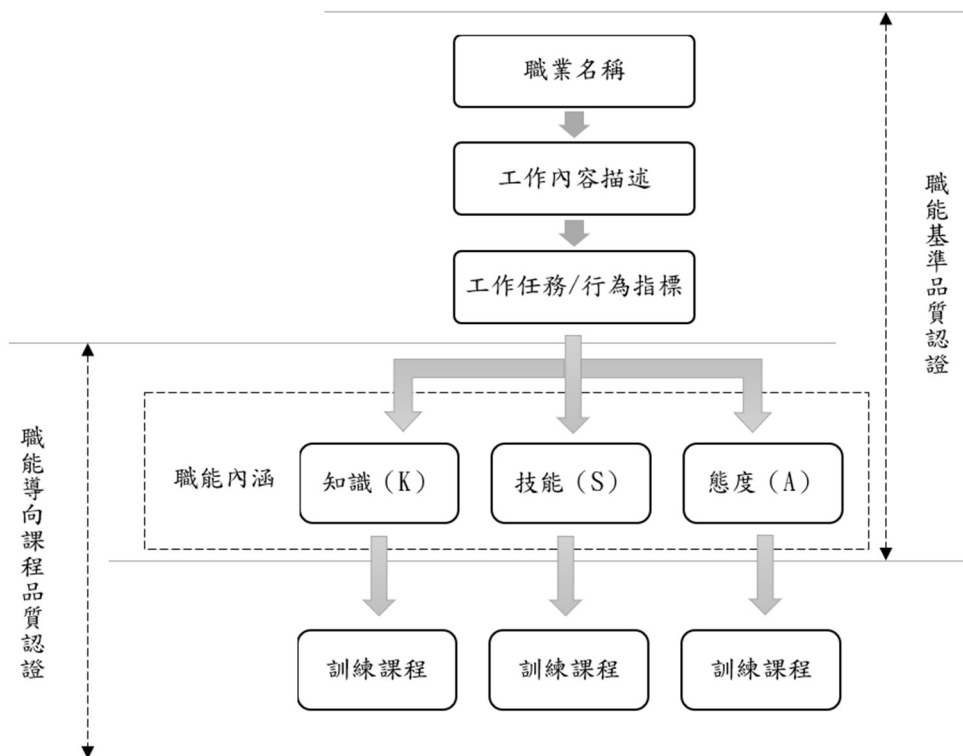 職業名稱
工作內容描述
工作任務/行為指標
職能基準品質認證
職能導向課程品質認證
職能內涵
知識(K)
技能(S)
態度(A)
訓練課程
訓練課程
訓練課程